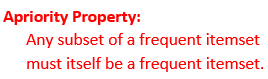 Apriority Property:
Any subset of a frequent itemset
must itself be a frequent itemset.